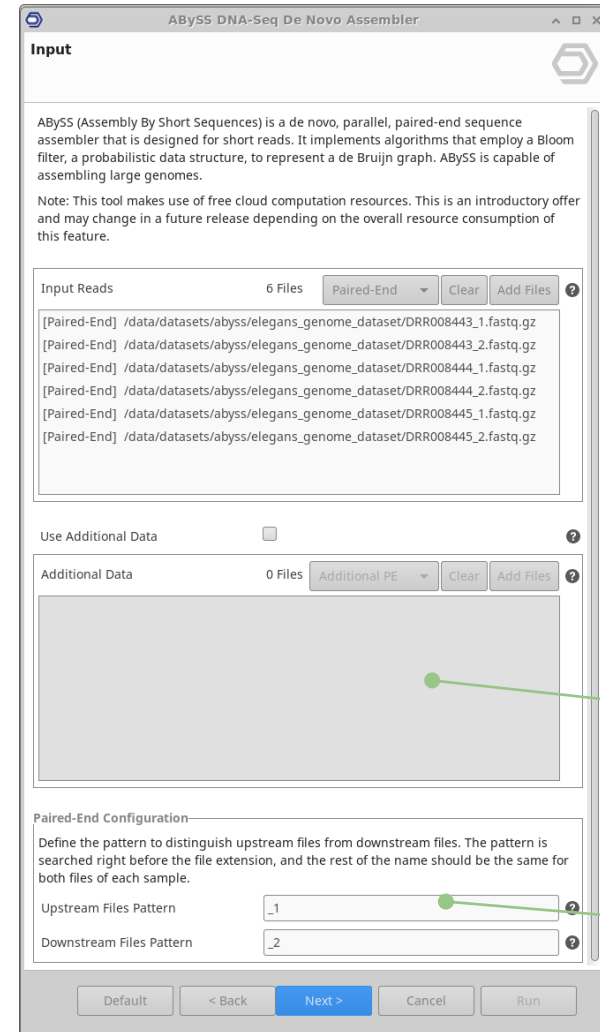 ABySS DNA-Seq De Novo Assembler
Input
ABySS (Assembly By Short Sequences) is a de novo, parallel, paired-end sequence
assembler that is designed for short reads. It implements algorithms that employ a Bloom
filter, a probabilistic data structure, to represent a de Bruijn graph. ABySS is capable of
assembling large genomes.
Note: This tool makes use of free cloud computation resources. This is an introductory offer
and may change in a future release depending on the overall resource consumption of
this feature.
Input Reads 6 Files Paired-End Clear Add Files ?
[Paired-End] /data/datasets/abyss/elegans_genome_dataset/DRR008443_1.fastq.gz
[Paired-End] /data/datasets/abyss/elegans_genome_dataset/DRR008443_2.fastq.gz
[Paired-End] /data/datasets/abyss/elegans_genome_dataset/DRR008444_1.fastq.gz
[Paired-End] /data/datasets/abyss/elegans_genome_dataset/DRR008444_2.fastq.gz
[Paired-End] /data/datasets/abyss/elegans_genome_dataset/DRR008445_1.fastq.gz
[Paired-End] /data/datasets/abyss/elegans_genome_dataset/DRR008445_2.fastq.gz
Use Additional Data ?
Additional Data 0 Files Additional PE Clear Add Files ?
Paired-End Configuration
Define the pattern to distinguish upstream files from downstream files. The pattern is
searched right before the file extension, and the rest of the name should be the same for
both files of each sample.
Upstream Files Pattern _1 ?
Downstream Files Pattern _2 ?
Default < Back Next > Cancel Run